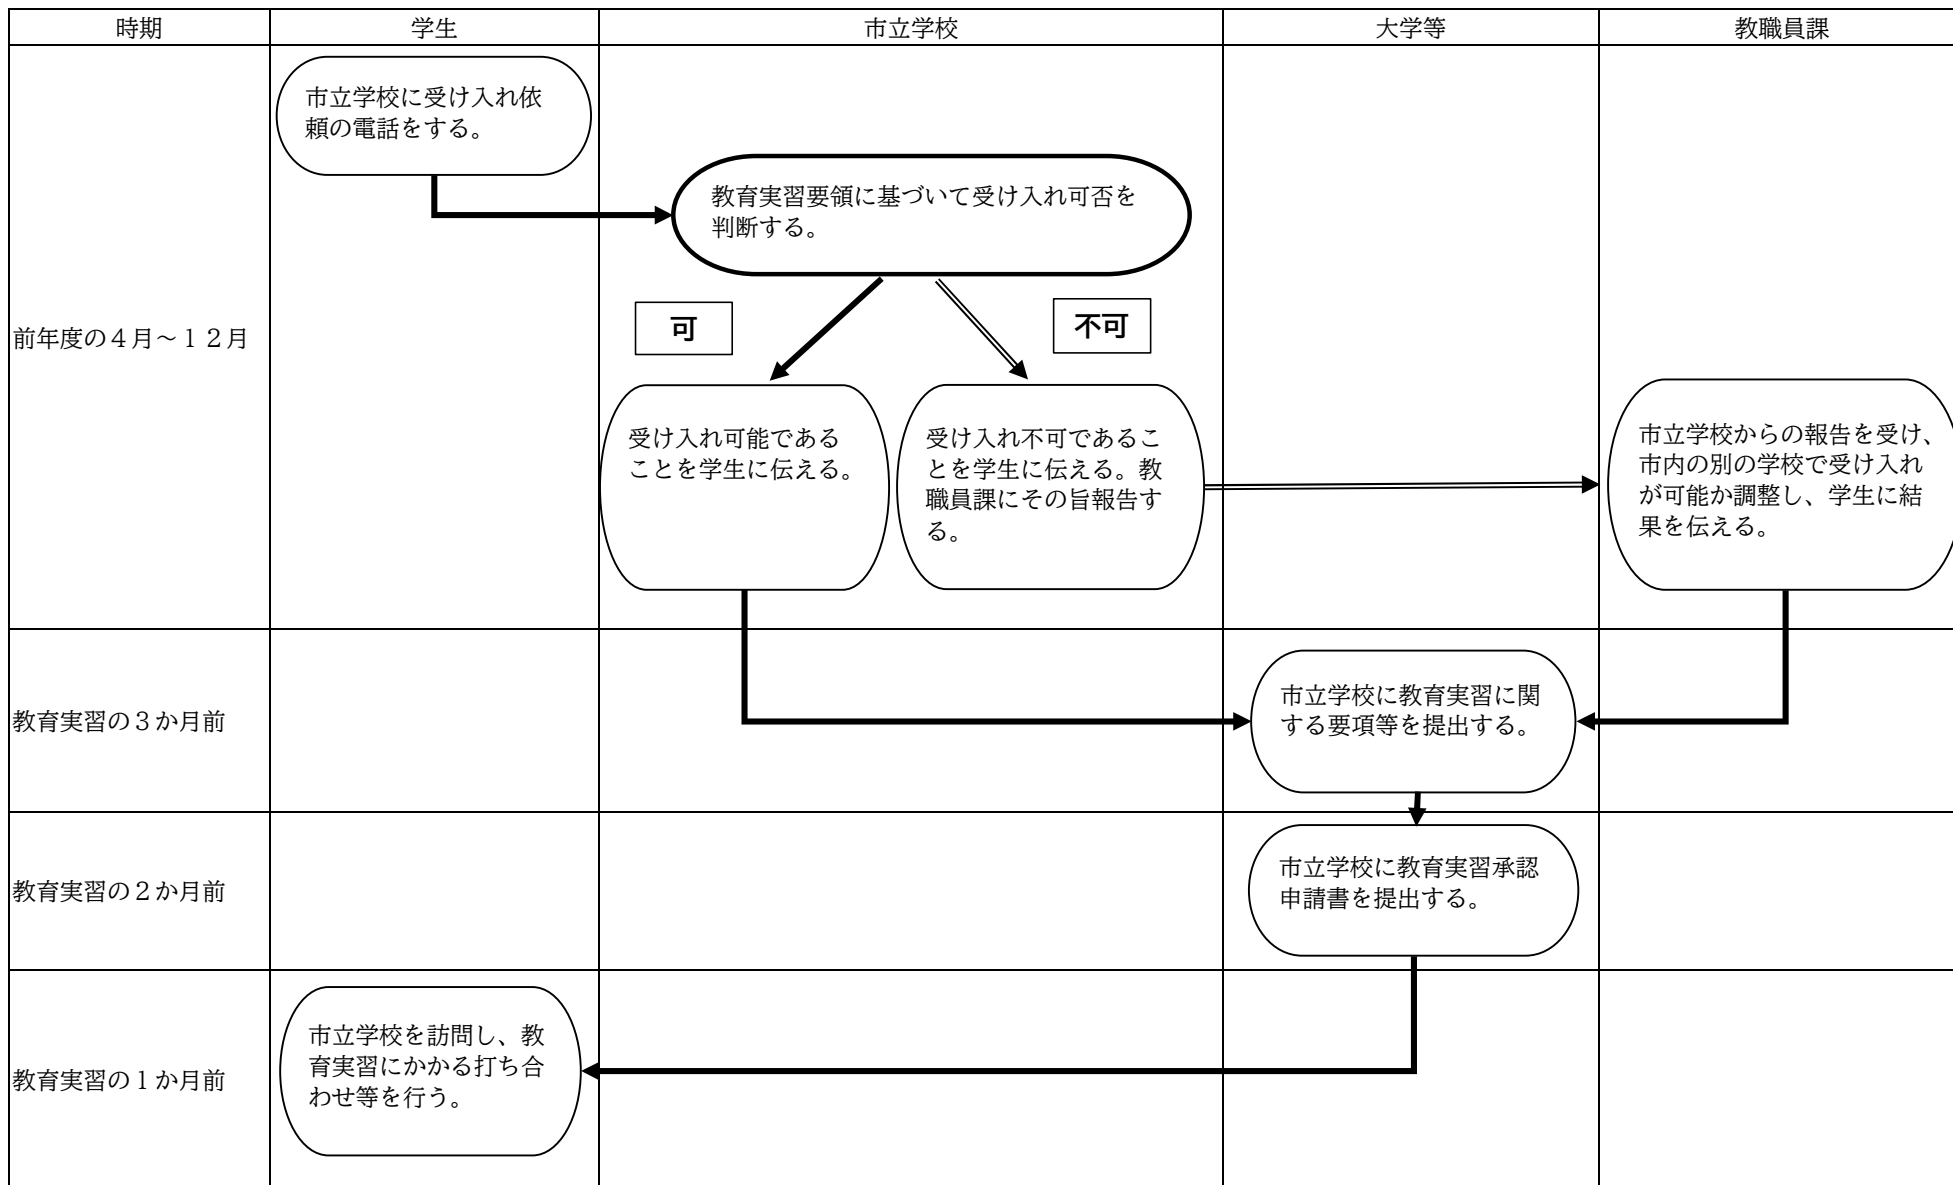 時期
学生
市立学校
大学等
教職員課
市立学校に受け入れ依
頼の電話をする。
教育実習要領に基づいて受け入れ可否を
判断する。
可
不可
前年度の４月～１２月
受け入れ可能である
ことを学生に伝える。
受け入れ不可であるこ
とを学生に伝える。教
職員課にその旨報告す
る。
市立学校からの報告を受け、
市内の別の学校で受け入れ
が可能か調整し、学生に結
果を伝える。
教育実習の３か月前
市立学校に教育実習に関
する要項等を提出する。
教育実習の２か月前
市立学校に教育実習承認
申請書を提出する。
教育実習の１か月前
市立学校を訪問し、教
育実習にかかる打ち合
わせ等を行う。